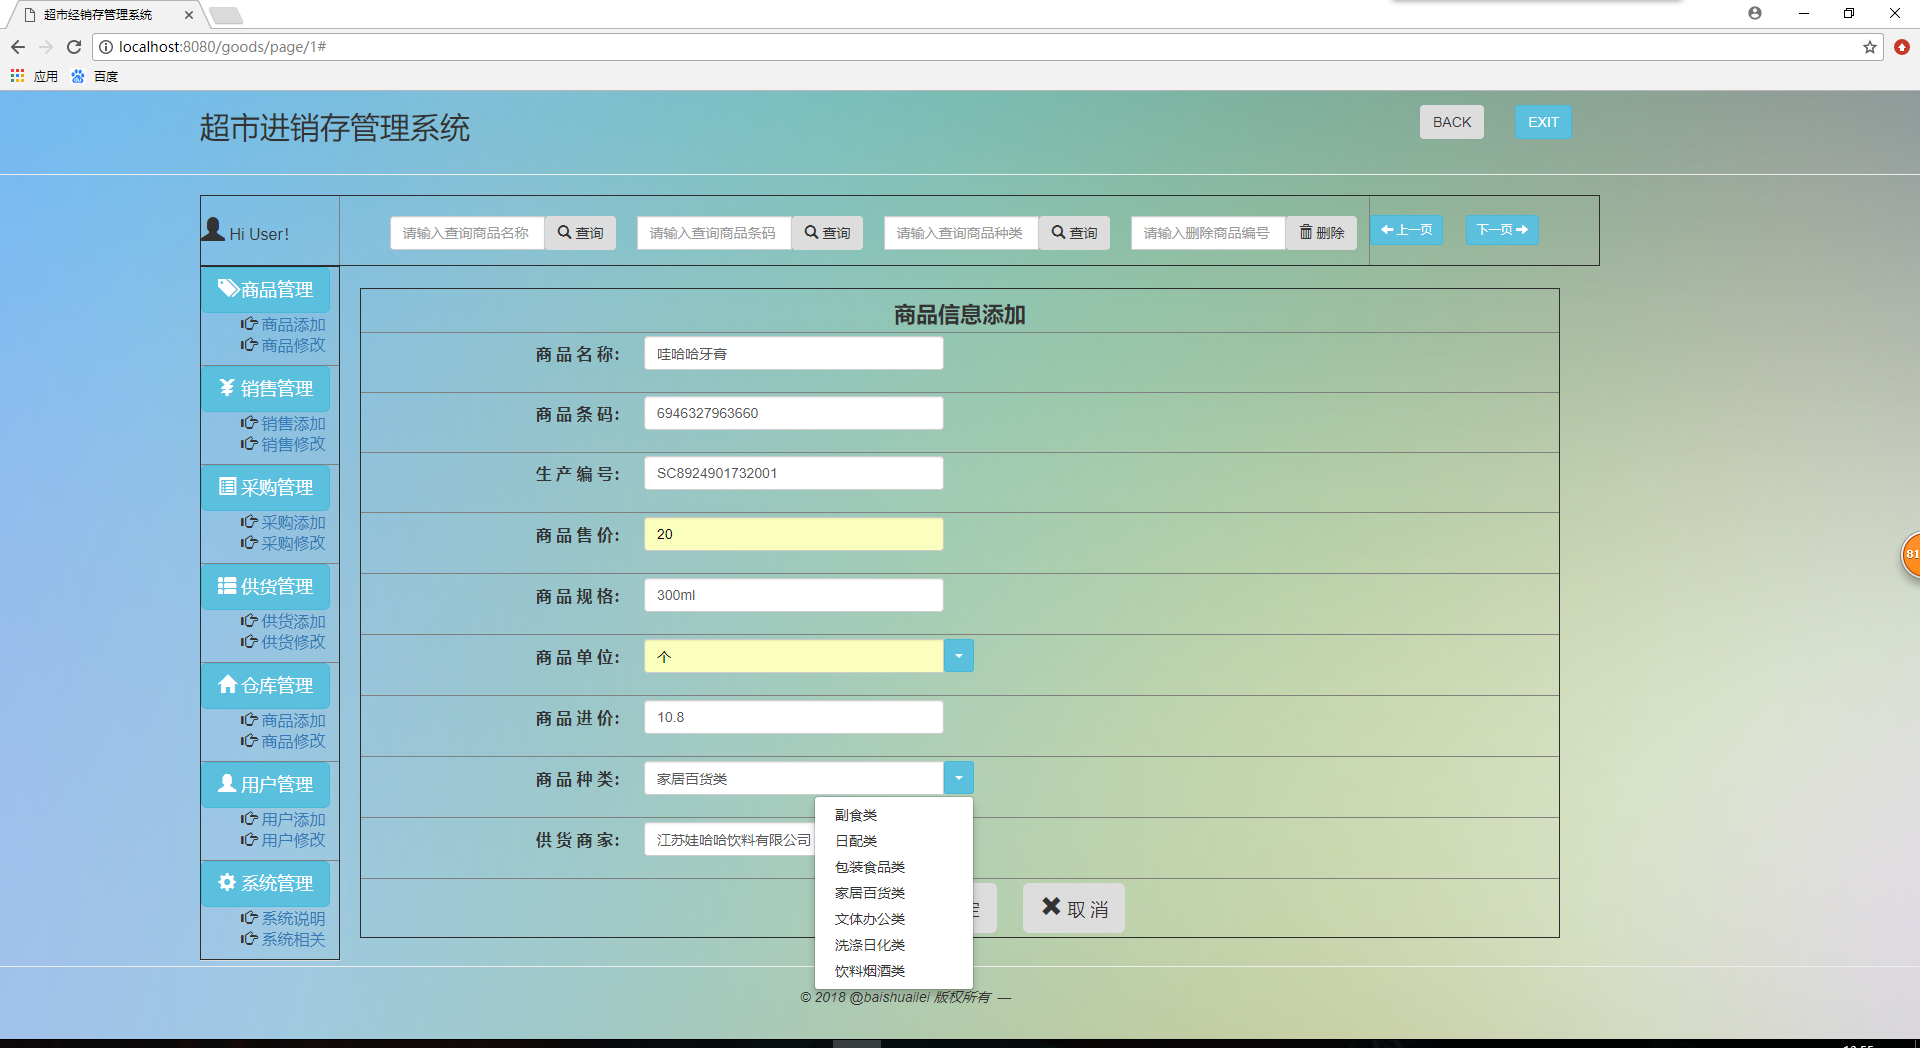 超市经销存管理系统
localhost:8080/goods/page/1#
应用 百度
超市进销存管理系统
BACK EXIT
Hi User!
请输入查询商品名称 查询 请输入查询商品条码 查询 请输入查询商品种类 查询 请输入删除商品编号 删除 上一页 下一页
商品管理
商品添加
商品修改
销售管理
销售添加
销售修改
采购管理
采购添加
采购修改
供货管理
供货添加
供货修改
仓库管理
商品添加
商品修改
用户管理
用户添加
用户修改
系统管理
系统说明
系统相关
商品信息添加
商品名称: 哇哈哈牙膏
商品条码: 6946327963660
生产编号: SC8924901732001
商品售价: 20
商品规格: 300ml
商品单位: 个
商品进价: 10.8
商品种类: 家居百货类
供货商家: 江苏娃哈哈饮料有限公司
副食类
日配类
包装食品类
家居百货类
文体办公类
洗涤日化类
饮料烟酒类
取消
© 2018 @baishuailei 版权所有 —
81